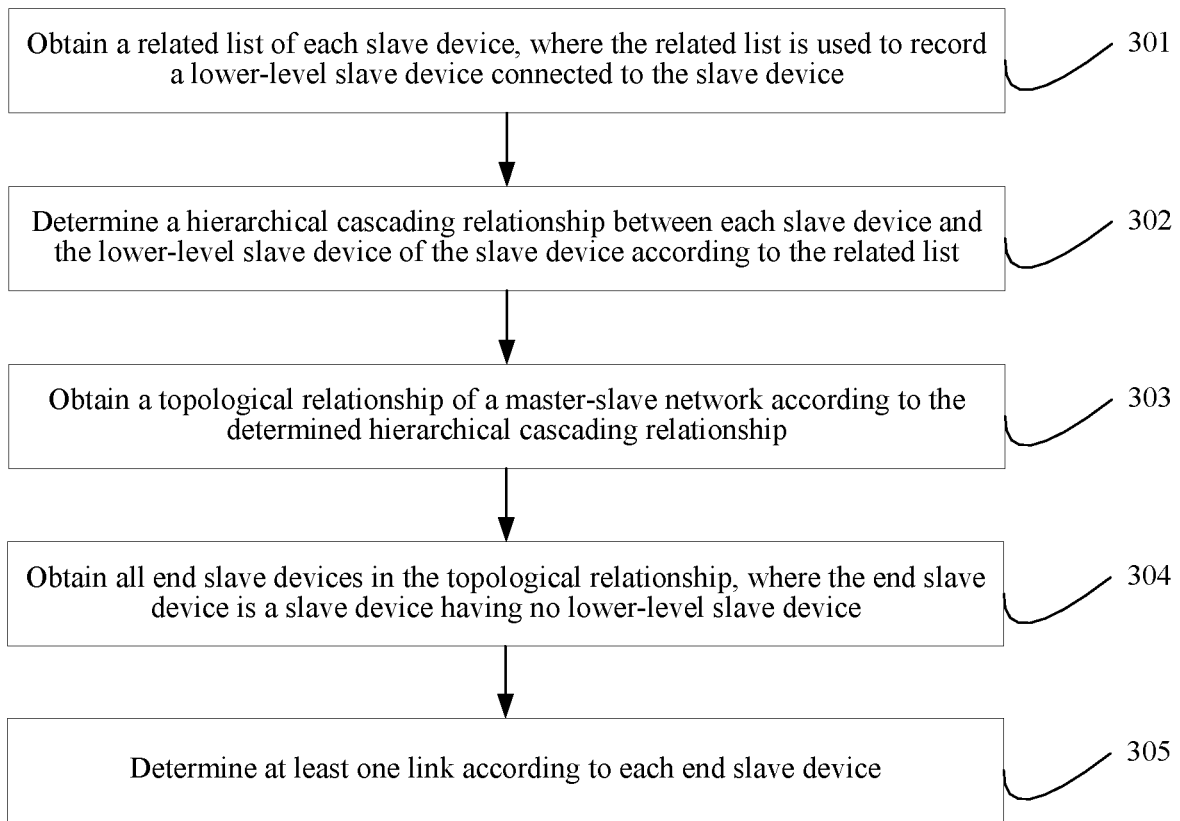 Obtain a related list of each slave device, where the related list is used to record
a lower-level slave device connected to the slave device
301
Determine a hierarchical cascading relationship between each slave device and
the lower-level slave device of the slave device according to the related list
302
Obtain a topological relationship of a master-slave network according to the
determined hierarchical cascading relationship
303
Obtain all end slave devices in the topological relationship, where the end slave
device is a slave device having no lower-level slave device
304
Determine at least one link according to each end slave device
305